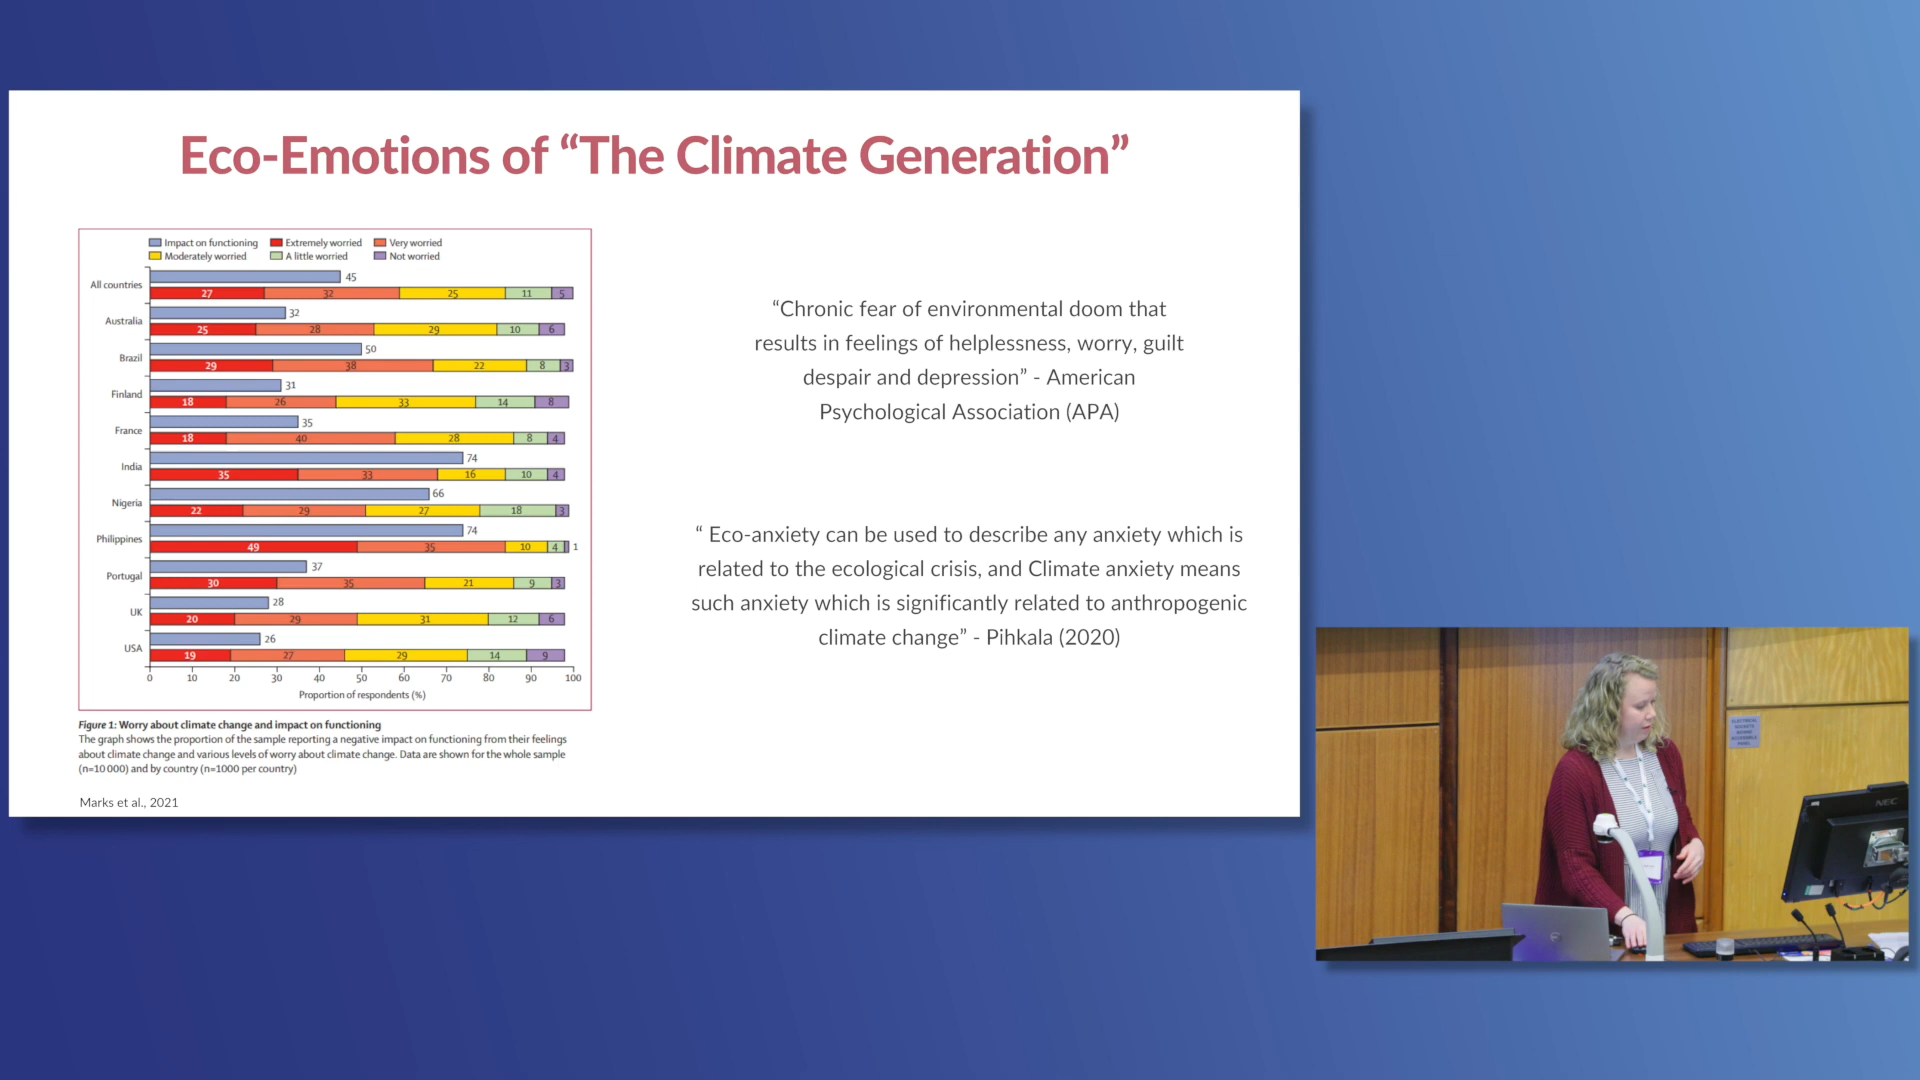 Eco-Emotions of “The Climate Generation”
Impact on functioning Extremely worried Very worried
Moderately worried A little worried Not worried
All countries 45
27 32 25 11 5
Australia 32
25 28 29 10 6
Brazil 50
29 38 22 8 3
Finland 31
18 26 33 14 8
France 35
18 40 28 8 4
India 74
35 33 16 10 4
Nigeria 66
22 29 27 18 3
Philippines 74
49 35 10 4 1
Portugal 37
30 35 21 9 3
UK 28
20 29 31 12 6
USA 26
19 27 29 14 9
0 10 20 30 40 50 60 70 80 90 100
Proportion of respondents (%)
Figure 1: Worry about climate change and impact on functioning
The graph shows the proportion of the sample reporting a negative impact on functioning from their feelings
about climate change and various levels of worry about climate change. Data are shown for the whole sample
(n=10 000) and by country (n=1000 per country)
Marks et al., 2021
“Chronic fear of environmental doom that
results in feelings of helplessness, worry, guilt
despair and depression” - American
Psychological Association (APA)
“ Eco-anxiety can be used to describe any anxiety which is
related to the ecological crisis, and Climate anxiety means
such anxiety which is significantly related to anthropogenic
climate change” - Pihkala (2020)
ELECTRICAL
NEC
DELL